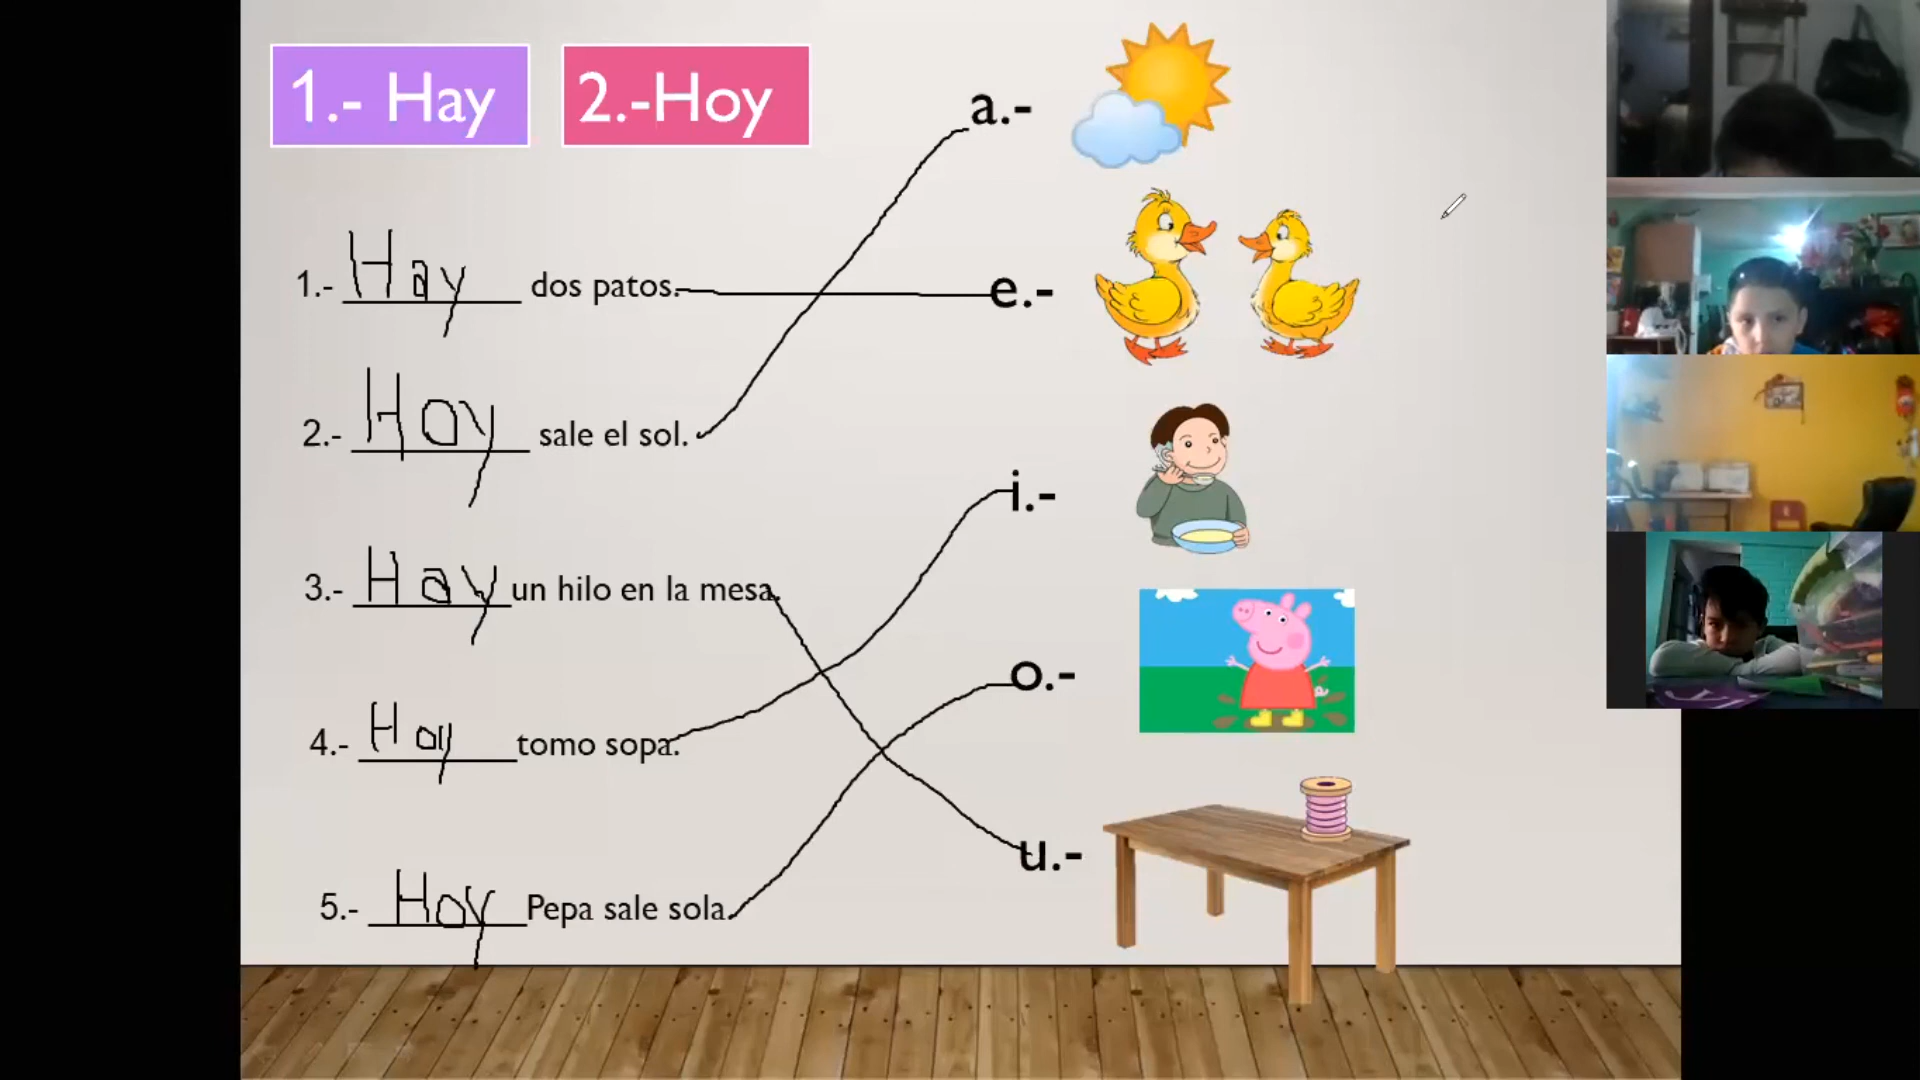 1.- Hay
2.-Hoy
a.-
1.- Hay dos patos.
e.-
2.- Hoy sale el sol.
i.-
3.- Hay un hilo en la mesa.
o.-
4.- Hoy tomo sopa.
u.-
5.- Hoy Pepa sale sola.